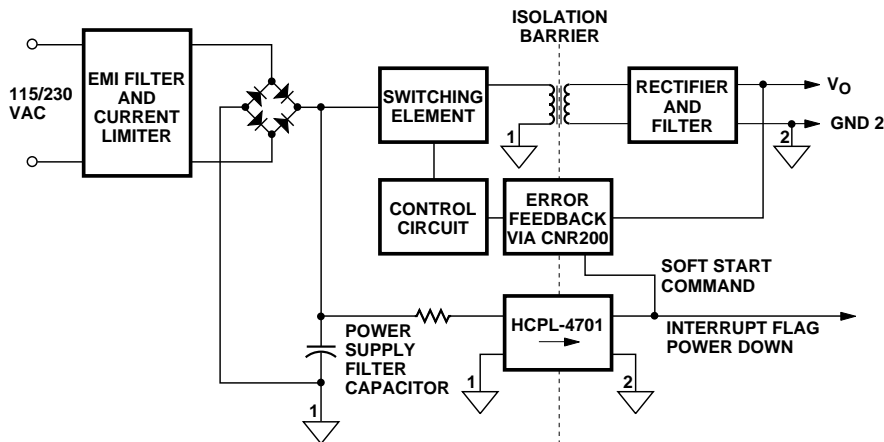 ISOLATION
BARRIER
115/230
VAC
EMI FILTER
AND
CURRENT
LIMITER
SWITCHING
ELEMENT
1
RECTIFIER
AND
FILTER
VO
GND 2
2
CONTROL
CIRCUIT
ERROR
FEEDBACK
VIA CNR200
SOFT START
COMMAND
POWER
SUPPLY
FILTER
CAPACITOR
HCPL-4701
INTERRUPT FLAG
POWER DOWN
1
1
2